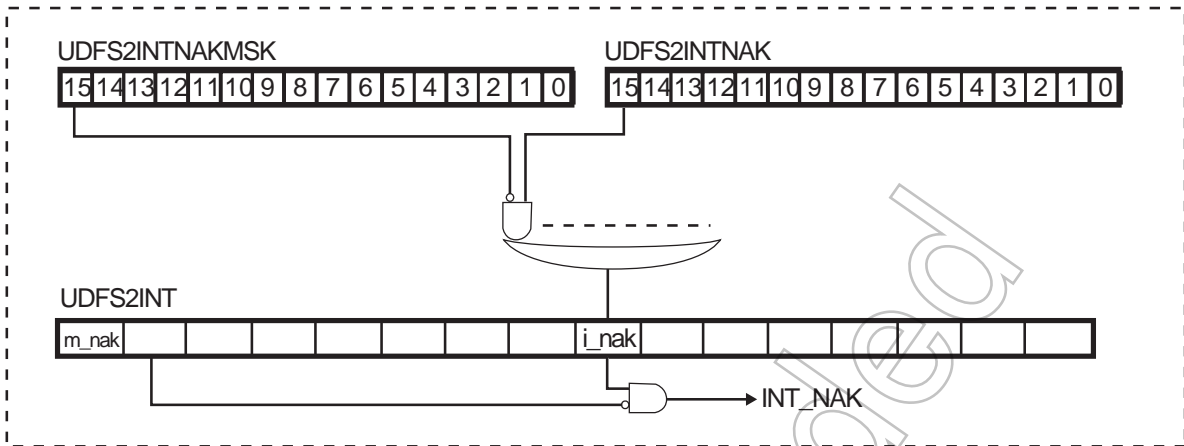 UDFS2INTNAKMSK
UDFS2INTNAK
15 14 13 12 11 10 9 8 7 6 5 4 3 2 1 0
15 14 13 12 11 10 9 8 7 6 5 4 3 2 1 0
UDFS2INT
m_nak i_nak
INT_NAK
ded